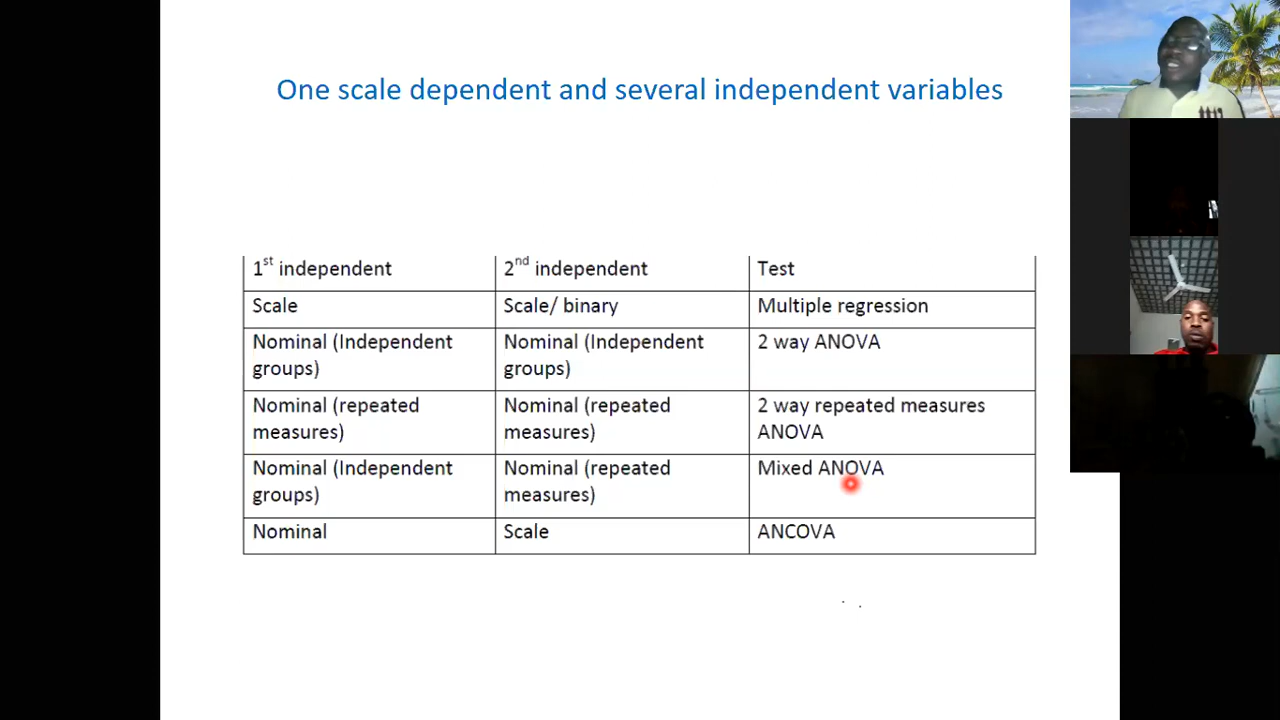 One scale dependent and several independent variables
1st independent 2nd independent Test
Scale Scale/ binary Multiple regression
Nominal (Independent groups) Nominal (Independent groups) 2 way ANOVA
Nominal (repeated measures) Nominal (repeated measures) 2 way repeated measures ANOVA
Nominal (Independent groups) Nominal (repeated measures) Mixed ANOVA
Nominal Scale ANCOVA